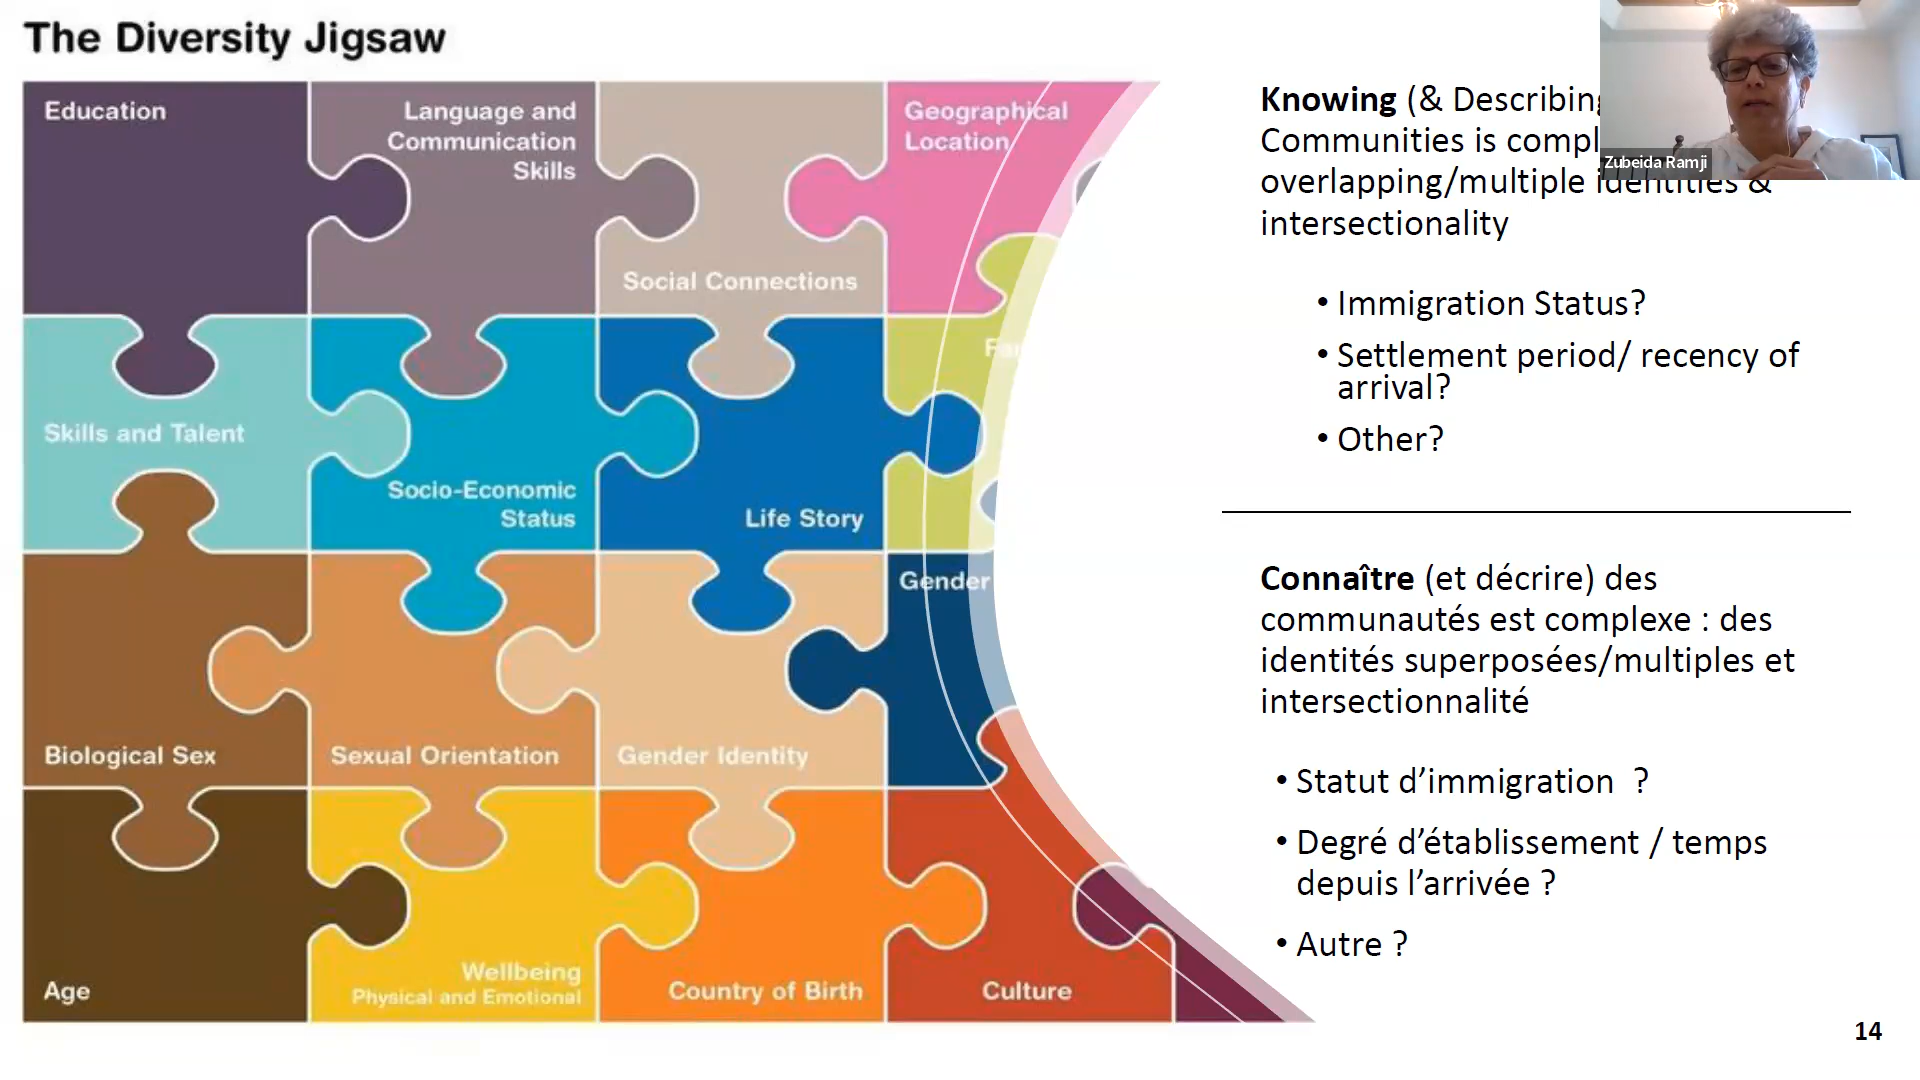 The Diversity Jigsaw
Education
Language and
Communication
Skills
Social Connections
Geographical
Location
Skills and Talent
Socio-Economic
Status
Life Story
Biological Sex
Sexual Orientation
Gender Identity
Gender
Age
Wellbeing
Physical and Emotional
Country of Birth
Culture
Knowing (& Describing
Communities is
overlapping/multiple identities &
intersectionality
• Immigration Status?
• Settlement period/ recency of
arrival?
• Other?
Connaître (et décrire) des
communautés est complexe : des
identités superposées/multiples et
intersectionnalité
• Statut d’immigration ?
• Degré d’établissement / temps
depuis l’arrivée ?
• Autre ?
Zubeida Ramji
14